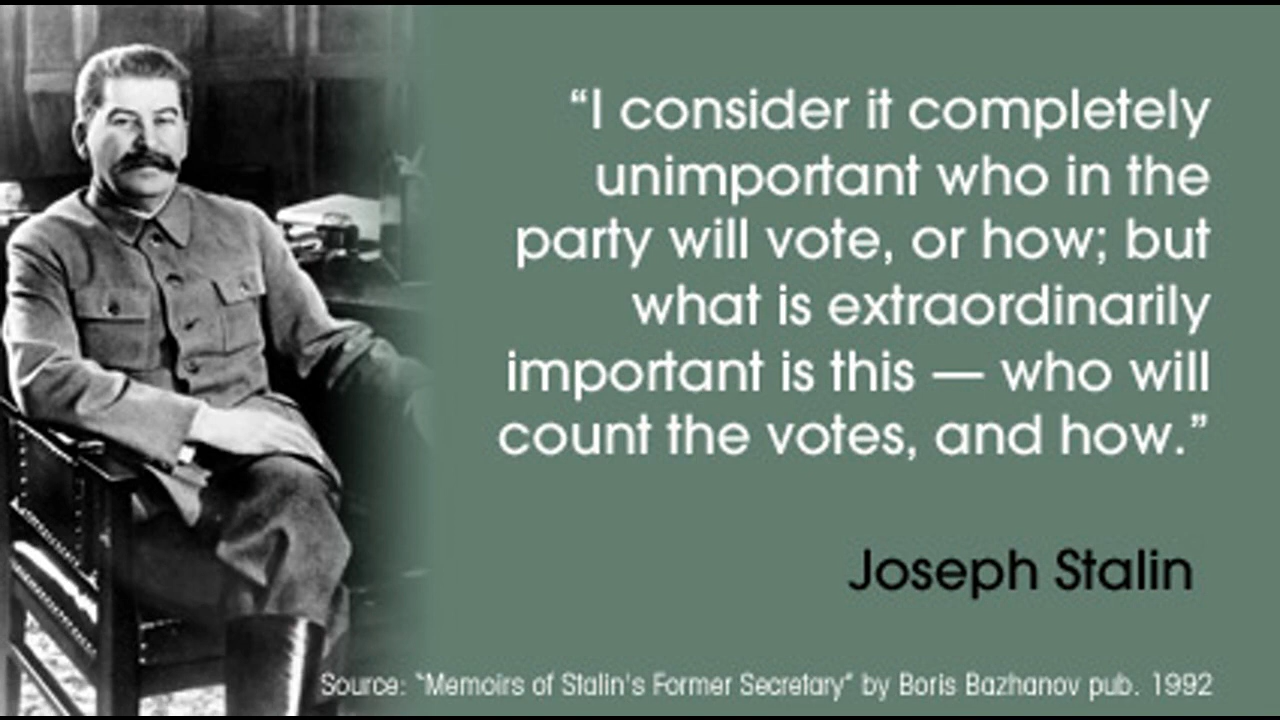 “I consider it completely
unimportant who in the
party will vote, or how; but
what is extraordinarily
important is this — who will
count the votes, and how.”
Joseph Stalin
Source: “Memoirs of Stalin's Former Secretary” by Boris Bazhanov pub. 1992